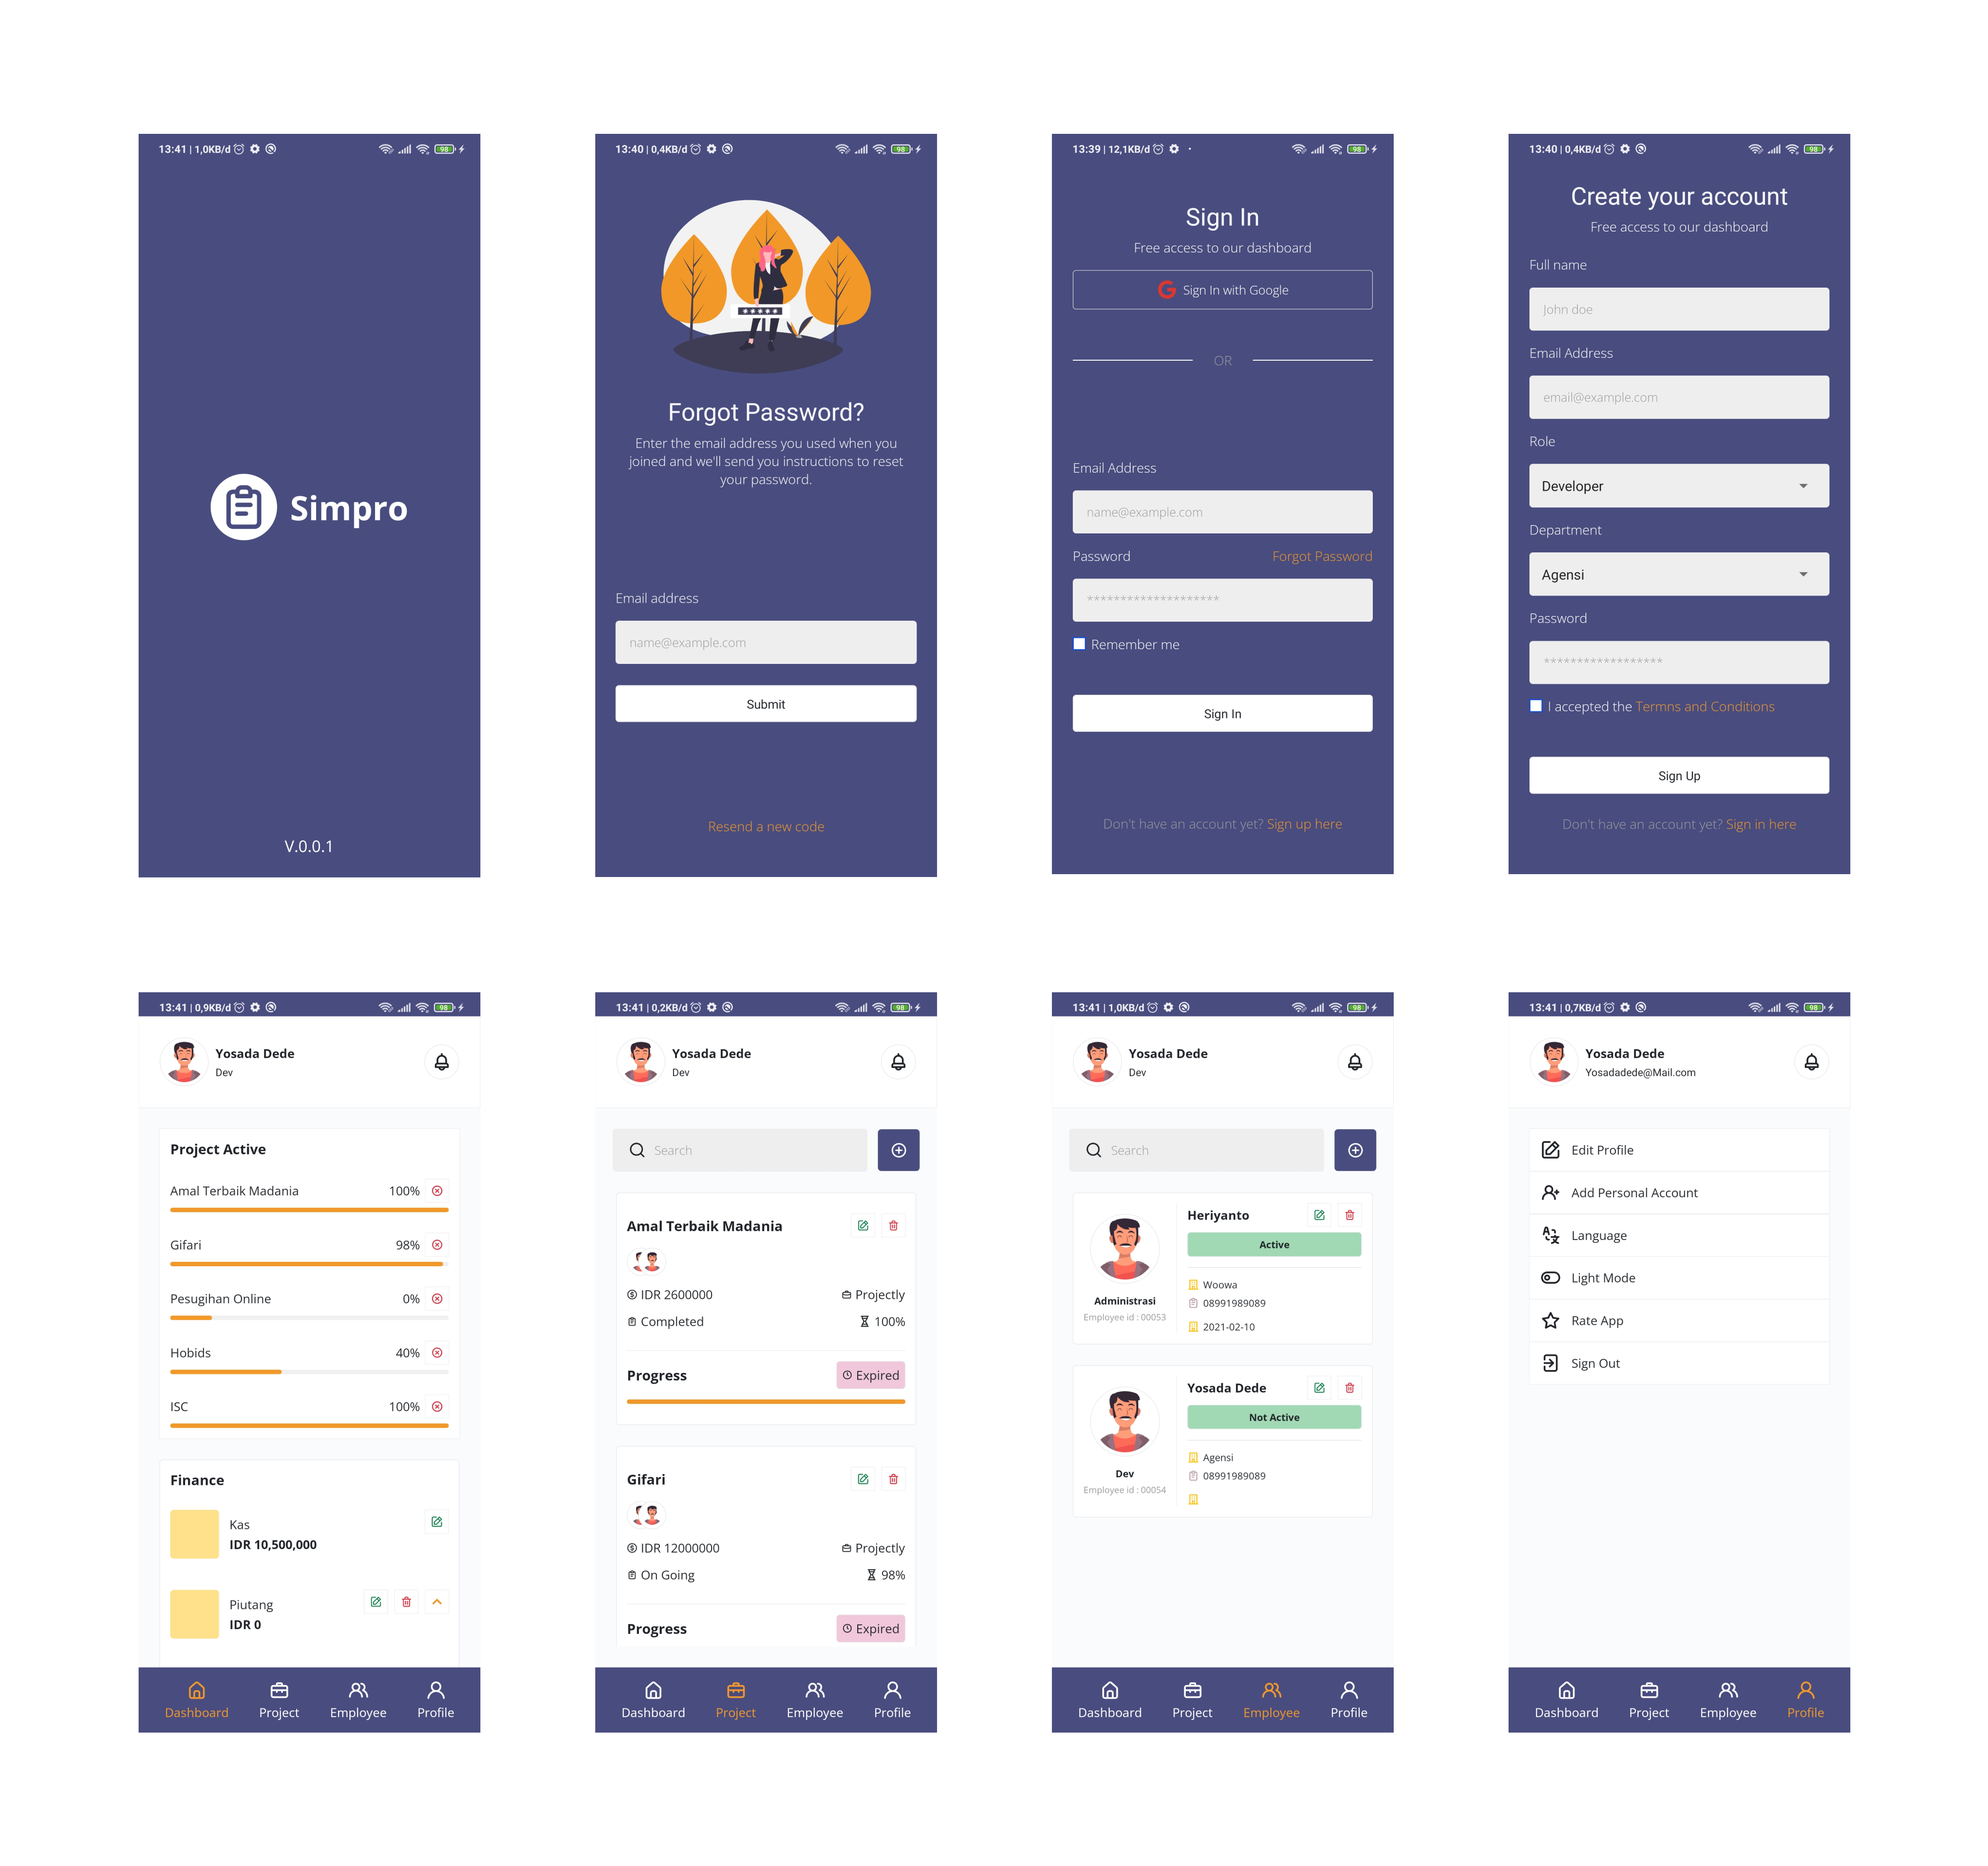 13:41 | 1,0KB/d
98
Simpro
V.0.0.1
13:40 | 0,4KB/d
98
*****
Forgot Password?
Enter the email address you used when you
joined and we'll send you instructions to reset
your password.
Email address
name@example.com
Submit
Resend a new code
13:39 | 12,1KB/d
98
Sign In
Free access to our dashboard
Sign In with Google
OR
Email Address
name@example.com
Password Forgot Password
********************
Remember me
Sign In
Don't have an account yet? Sign up here
13:40 | 0,4KB/d
98
Create your account
Free access to our dashboard
Full name
John doe
Email Address
email@example.com
Role
Developer
Department
Agensi
Password
******************
I accepted the Termns and Conditions
Sign Up
Don't have an account yet? Sign in here
13:41 | 0,9KB/d
98
Yosada Dede
Dev
Project Active
Amal Terbaik Madania 100%
Gifari 98%
Pesugihan Online 0%
Hobids 40%
ISC 100%
Finance
Kas
IDR 10,500,000
Piutang
IDR 0
Dashboard Project Employee Profile
13:41 | 0,2KB/d
98
Yosada Dede
Dev
Search
Amal Terbaik Madania
IDR 2600000 Projectly
Completed 100%
Progress Expired
Gifari
IDR 12000000 Projectly
On Going 98%
Progress Expired
Dashboard Project Employee Profile
13:41 | 1,0KB/d
98
Yosada Dede
Dev
Search
Heriyanto
Active
Woowa
08991989089
2021-02-10
Administrasi
Employee id : 00053
Yosada Dede
Not Active
Agensi
08991989089
Dev
Employee id : 00054
Dashboard Project Employee Profile
13:41 | 0,7KB/d
98
Yosada Dede
Yosadadede@Mail.com
Edit Profile
Add Personal Account
Language
Light Mode
Rate App
Sign Out
Dashboard Project Employee Profile